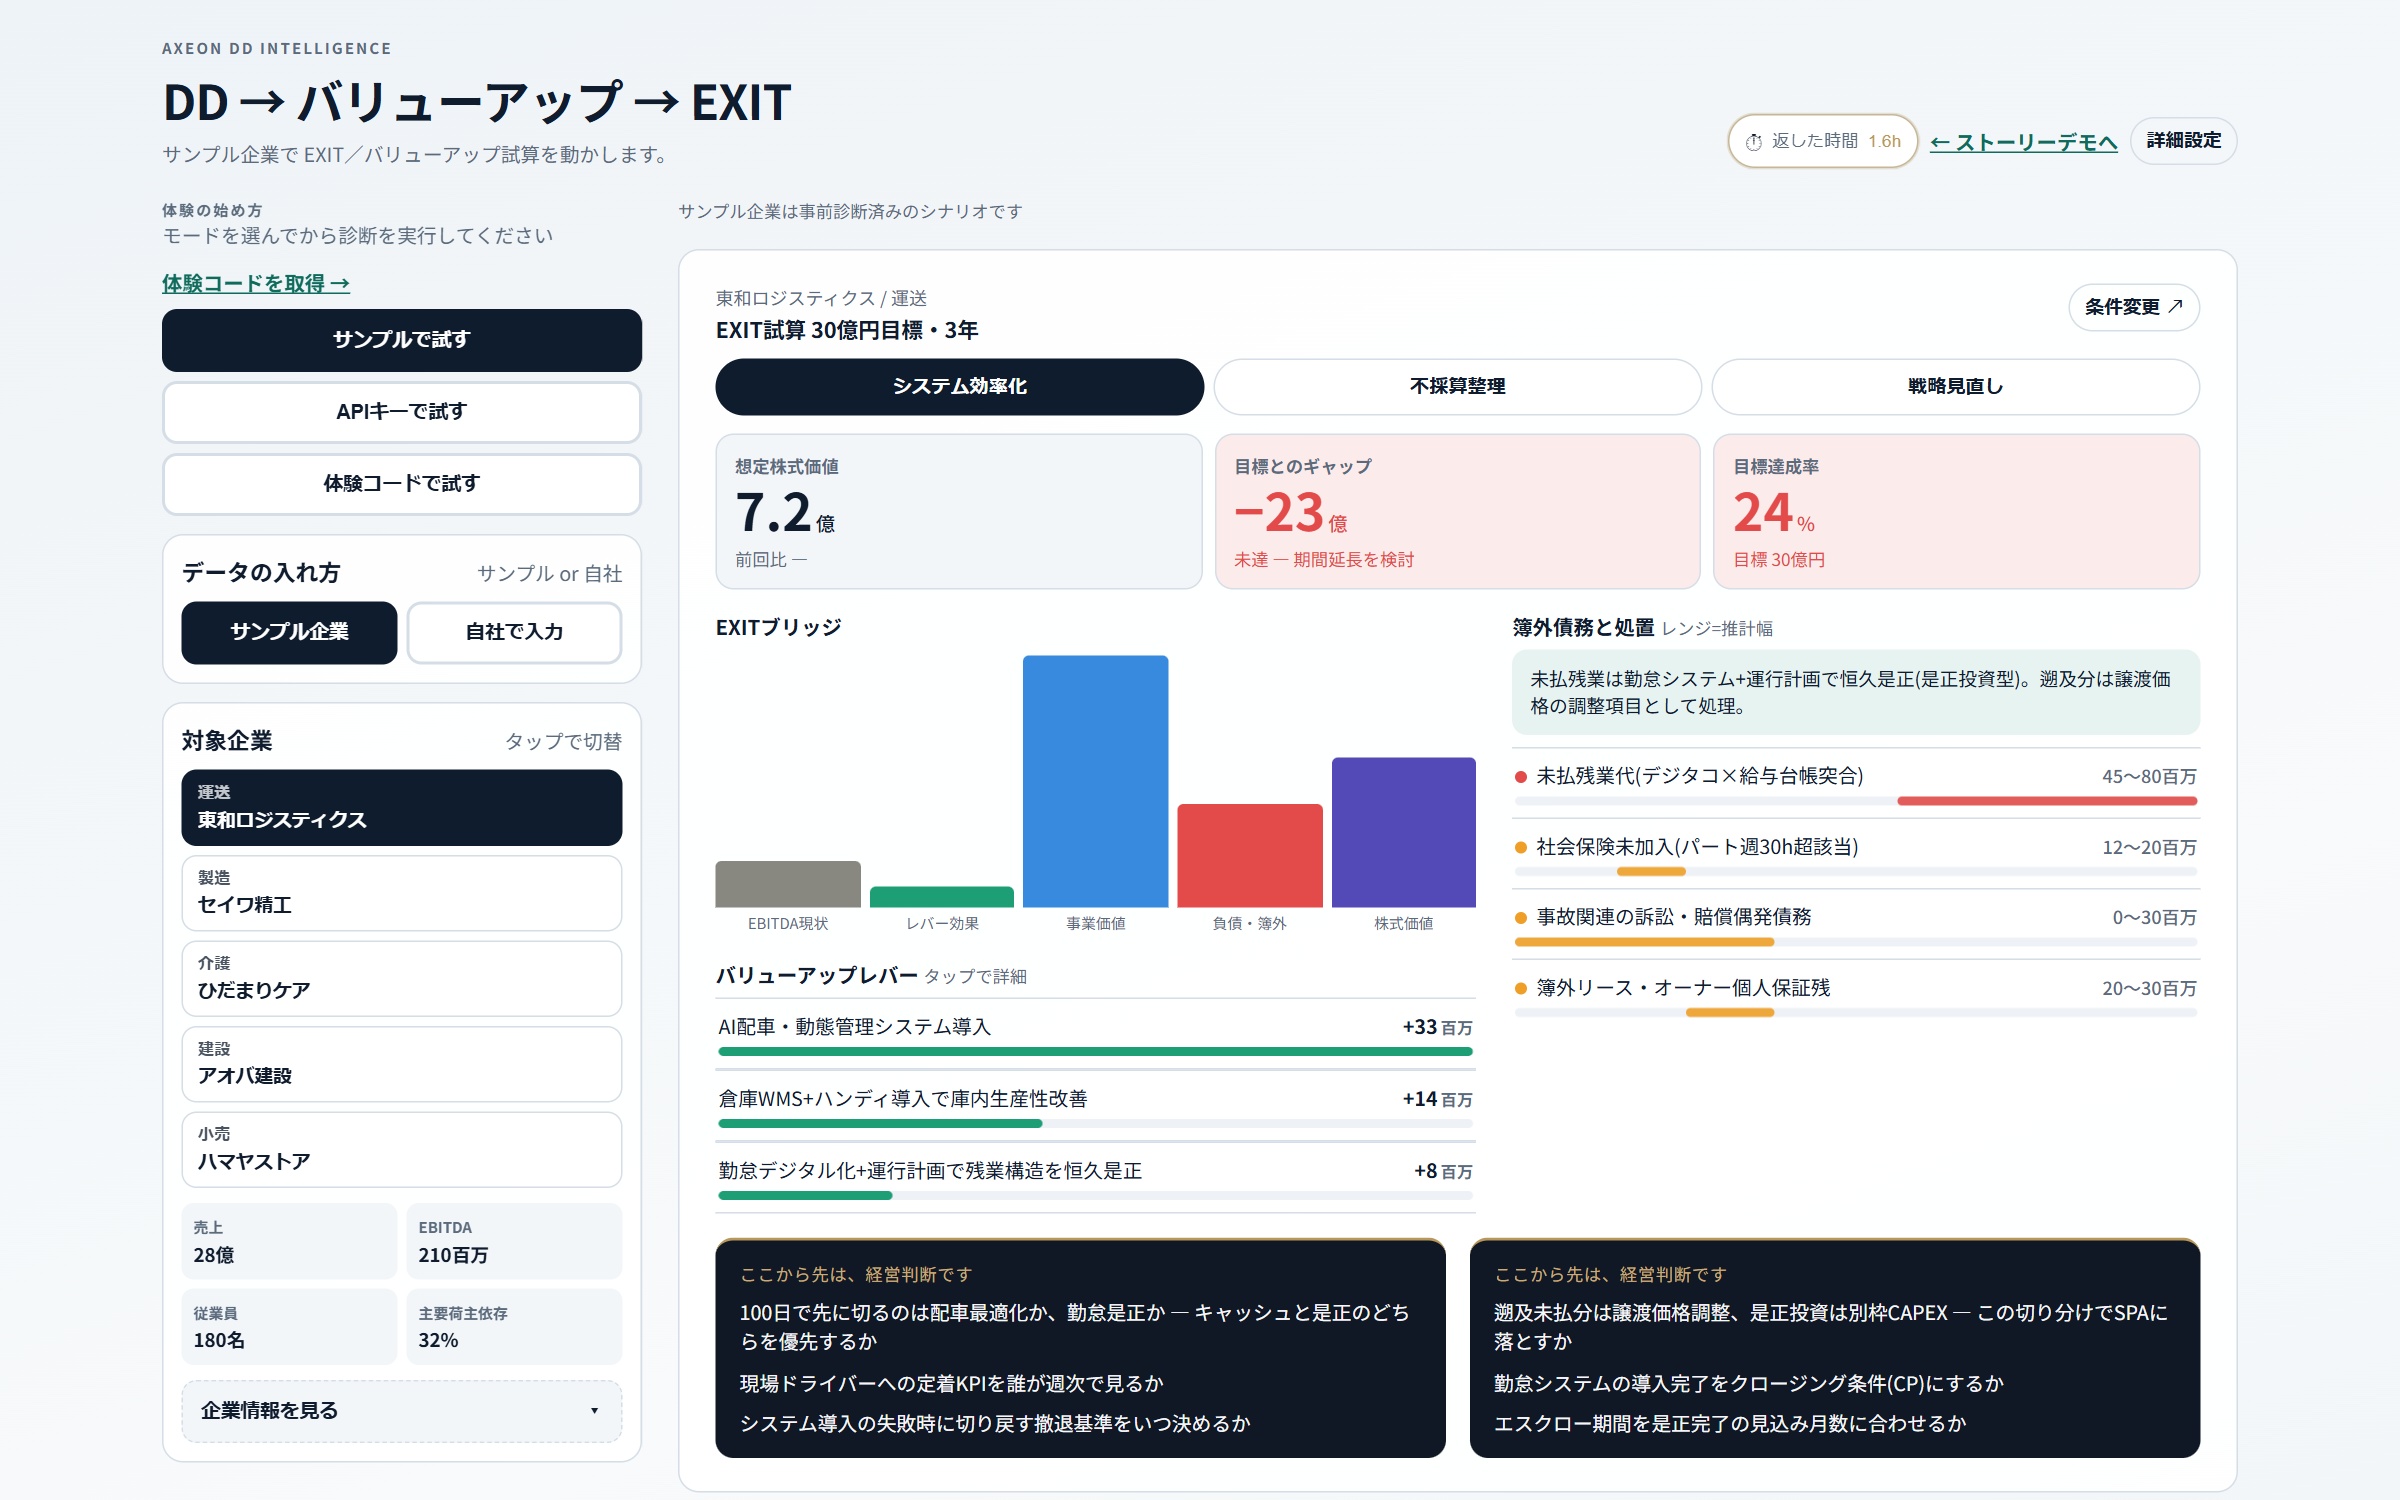 AXEON DD INTELLIGENCE
DD → バリューアップ → EXIT
サンプル企業で EXIT／バリューアップ試算を動かします。
返した時間 1.6h
← ストーリーデモへ
詳細設定
体験の始め方
モードを選んでから診断を実行してください
体験コードを取得 →
サンプルで試す
APIキーで試す
体験コードで試す
データの入れ方
サンプル or 自社
サンプル企業
自社で入力
対象企業
タップで切替
運送
東和ロジスティクス
製造
セイワ精工
介護
ひだまりケア
建設
アオバ建設
小売
ハマヤストア
売上
28億
EBITDA
210百万
従業員
180名
主要荷主依存
32%
企業情報を見る ▼
サンプル企業は事前診断済みのシナリオです
東和ロジスティクス / 運送
EXIT試算 30億円目標・3年
条件変更 ↗
システム効率化
不採算整理
戦略見直し
想定株式価値
7.2億
前回比 —
目標とのギャップ
−23億
未達 — 期間延長を検討
目標達成率
24%
目標 30億円
EXITブリッジ
EBITDA現状
レバー効果
事業価値
負債・簿外
株式価値
バリューアップレバー タップで詳細
AI配車・動態管理システム導入
+33百万
倉庫WMS+ハンディ導入で庫内生産性改善
+14百万
勤怠デジタル化+運行計画で残業構造を恒久是正
+8百万
簿外債務と処置 レンジ=推計幅
未払残業は勤怠システム+運行計画で恒久是正(是正投資型)。遡及分は譲渡価
格の調整項目として処理。
未払残業代(デジタコ×給与台帳突合)
45〜80百万
社会保険未加入(パート週30h超該当)
12〜20百万
事故関連の訴訟・賠償偶発債務
0〜30百万
簿外リース・オーナー個人保証残
20〜30百万
ここから先は、経営判断です
100日で先に切るのは配車最適化か、勤怠是正か — キャッシュと是正のどち
らを優先するか
現場ドライバーへの定着KPIを誰が週次で見るか
システム導入の失敗時に切り戻す撤退基準をいつ決めるか
ここから先は、経営判断です
遡及未払分は譲渡価格調整、是正投資は別枠CAPEX — この切り分けでSPAに
落とすか
勤怠システムの導入完了をクロージング条件(CP)にするか
エスクロー期間を是正完了の見込み月数に合わせるか